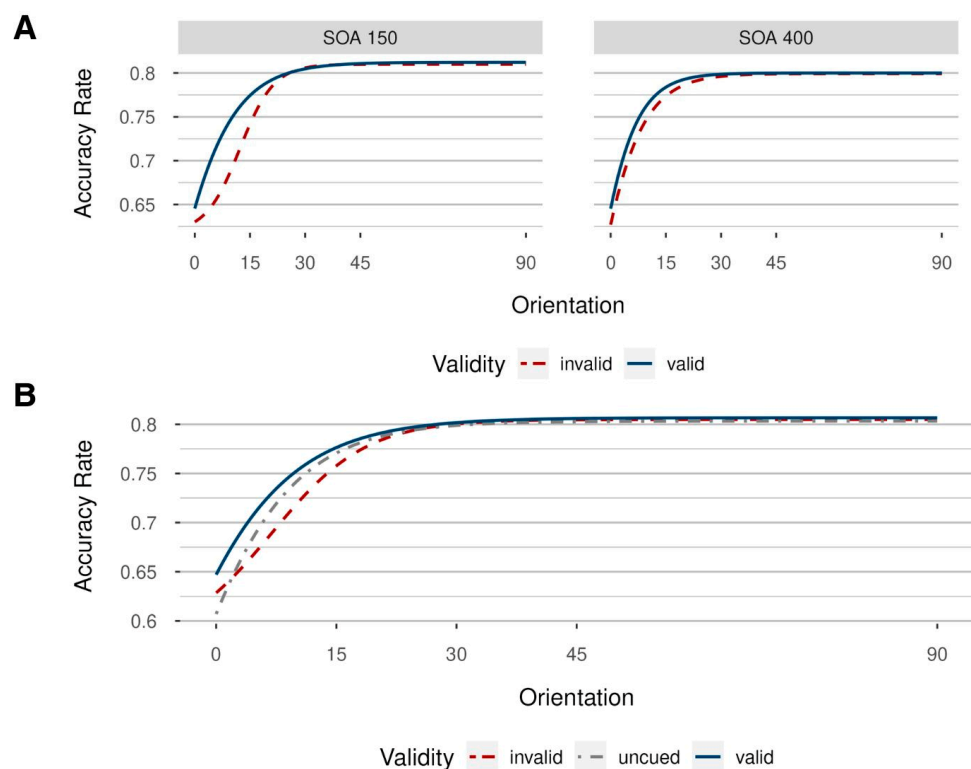 A
SOA 150
SOA 400
Accuracy Rate
0.8
0.75
0.7
0.65
0 15 30 45 90
0 15 30 45 90
Orientation
Validity invalid valid
B
Accuracy Rate
0.8
0.75
0.7
0.65
0.6
0 15 30 45 90
Orientation
Validity invalid uncued valid